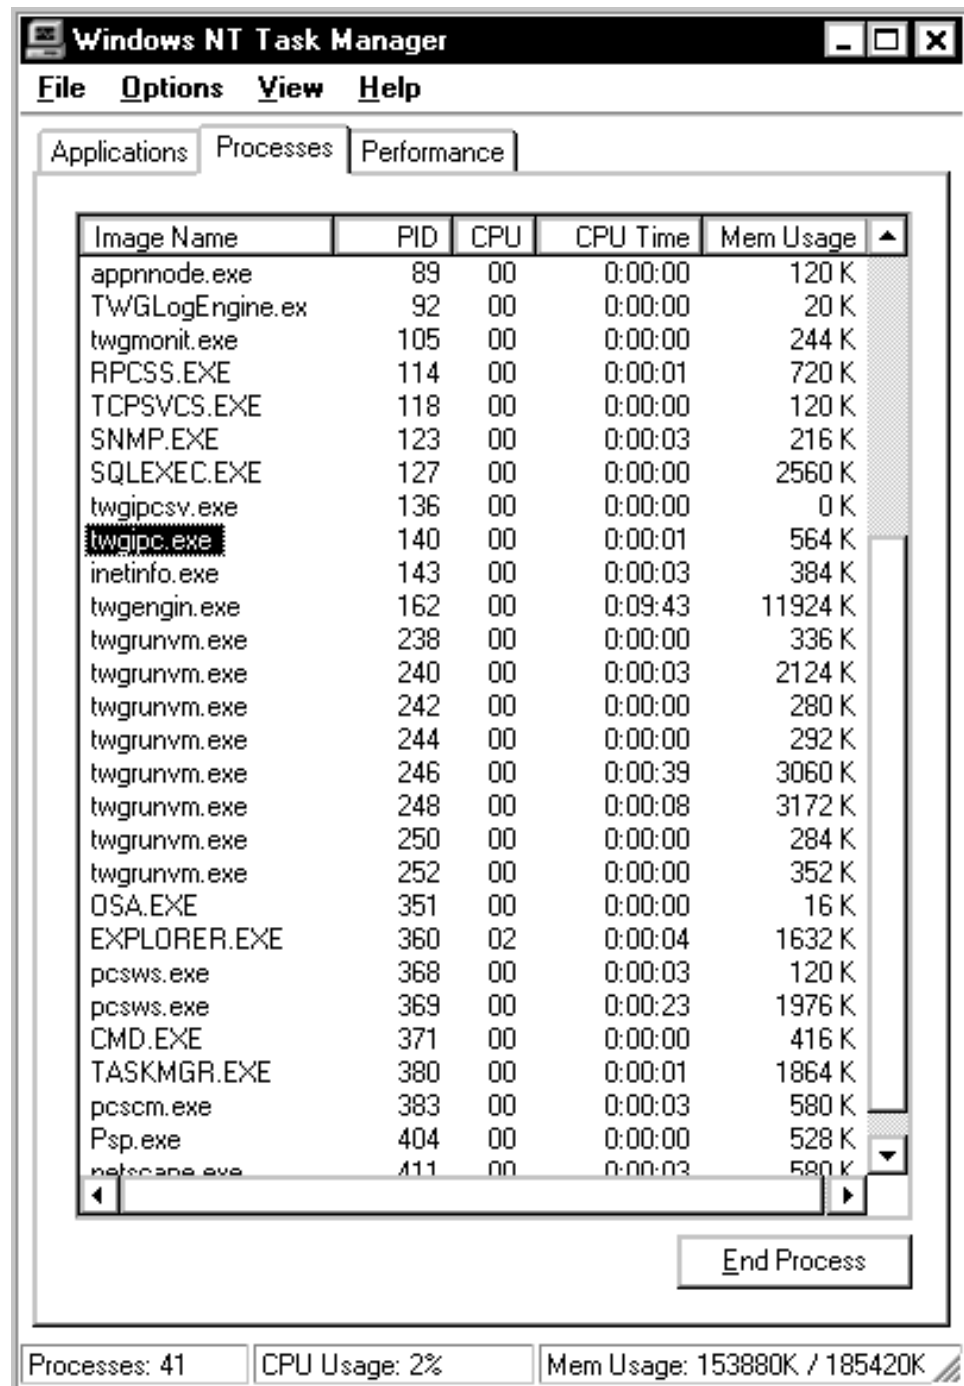 Windows NT Task Manager
File Options View Help
Applications Processes Performance
Image Name PID CPU CPU Time Mem Usage
appnnode.exe 89 00 0:00:00 120 K
TWGLogEngine.ex 92 00 0:00:00 20 K
twgmonit.exe 105 00 0:00:00 244 K
RPCSS.EXE 114 00 0:00:01 720 K
TCPSVCS.EXE 118 00 0:00:00 120 K
SNMP.EXE 123 00 0:00:03 216 K
SQLEXEC.EXE 127 00 0:00:00 2560 K
twgipcsv.exe 136 00 0:00:00 0 K
twgipc.exe 140 00 0:00:01 564 K
inetinfo.exe 143 00 0:00:03 384 K
twgengin.exe 162 00 0:09:43 11924 K
twgrunvm.exe 238 00 0:00:00 336 K
twgrunvm.exe 240 00 0:00:03 2124 K
twgrunvm.exe 242 00 0:00:00 280 K
twgrunvm.exe 244 00 0:00:00 292 K
twgrunvm.exe 246 00 0:00:39 3060 K
twgrunvm.exe 248 00 0:00:08 3172 K
twgrunvm.exe 250 00 0:00:00 284 K
twgrunvm.exe 252 00 0:00:00 352 K
OSA.EXE 351 00 0:00:00 16 K
EXPLORER.EXE 360 02 0:00:04 1632 K
pcsws.exe 368 00 0:00:03 120 K
pcsws.exe 369 00 0:00:23 1976 K
CMD.EXE 371 00 0:00:00 416 K
TASKMGR.EXE 380 00 0:00:01 1864 K
pcscm.exe 383 00 0:00:03 580 K
Psp.exe 404 00 0:00:00 528 K
netscape.exe 411 00 0:00:03 580 K
End Process
Processes: 41 CPU Usage: 2% Mem Usage: 153880K / 185420K